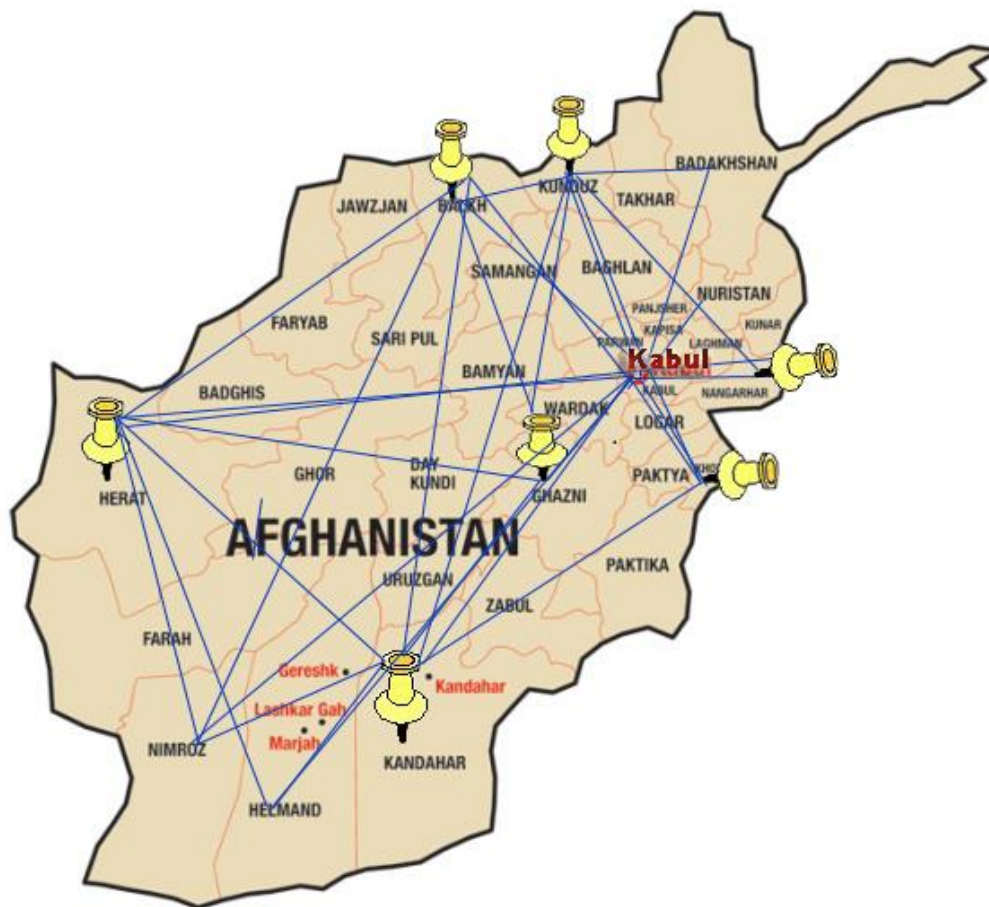 BADAKHSHAN
KUNDUZ
TAKHAR
JAWZJAN
BALKH
SAMANGAN
BAGHLAN
NURISTAN
PANJSHER
FARYAB
KAPISA
KUNAR
SARI PUL
PARWAN
LAGHMAN
Kabul
BAMYAN
BADGHIS
KABUL
NANGARHAR
WARDAK
LOGAR
GHOR
DAY
KUNDI
PAKTYA
HERAT
GHAZNI
AFGHANISTAN
PAKTIKA
URUZGAN
ZABUL
FARAH
Gereshk
Kandahar
Lashkar Gah
Marjah
NIMROZ
KANDAHAR
HELMAND